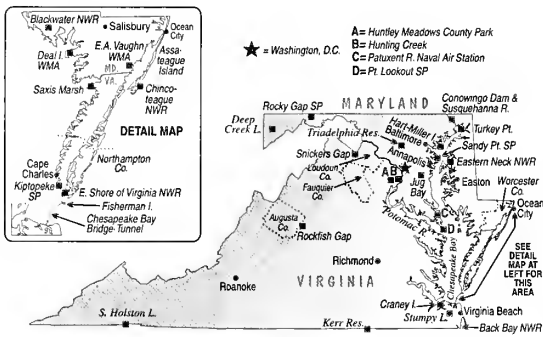 Blackwater NWR
Salisbury
Ocean
City
Deal I.
WMA
E.A. Vaughn
WMA
Assa-
teague
Island
MD.
VA.
Saxis Marsh
Chinco-
teague
NWR
DETAIL MAP
Northampton
Co.
Cape
Charles
Kiptopeke
SP
E. Shore of Virginia NWR
Fisherman I.
Chesapeake Bay
Bridge-Tunnel
★ = Washington, D.C.
A = Huntley Meadows County Park
B = Hunting Creek
C = Patuxent R. Naval Air Station
D = Pt. Lookout SP
Rocky Gap SP
MARYLAND
Conowngo Dam &
Susquehanna R.
Deep
Creek L.
Triadelphia Res.
Hart-Miller I.
Baltimore
Annapolis
Turkey Pt.
Sandy Pt. SP
Snickers Gap
Loudoun
Co.
Fauquier
Co.
A B
Jug
Bay
Eastern Neck NWR
Easton
Worcester
Co.
Ocean
City
Potomac R.
C
D
Augusta
Co.
Rockfish Gap
Chesapeake Bay
SEE
DETAIL MAP
AT
LEFT FOR
THIS
AREA
Richmond
VIRGINIA
Roanoke
Craney I.
Stumpy L.
Virginia Beach
S. Holston L.
Kerr Res.
Back Bay NWR